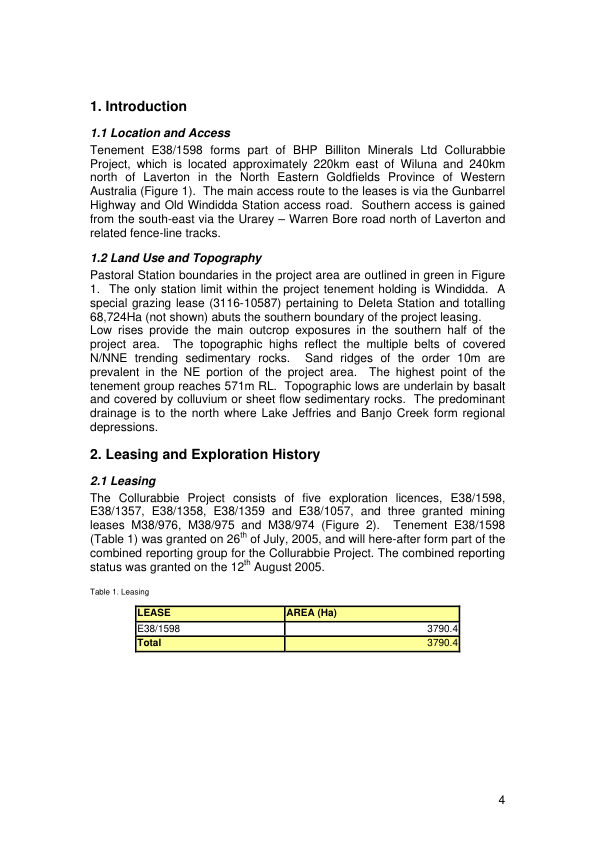 1. Introduction
1.1 Location and Access
Tenement E38/1598 forms part of BHP Billiton Minerals Ltd Collurabbie
Project, which is located approximately 220km east of Wiluna and 240km
north of Laverton in the North Eastern Goldfields Province of Western
Australia (Figure 1).  The main access route to the leases is via the Gunbarrel
Highway and Old Windidda Station access road.  Southern access is gained
from the south-east via the Urarey – Warren Bore road north of Laverton and
related fence-line tracks.
1.2 Land Use and Topography
Pastoral Station boundaries in the project area are outlined in green in Figure
1.  The only station limit within the project tenement holding is Windidda.  A
special grazing lease (3116-10587) pertaining to Deleta Station and totalling
68,724Ha (not shown) abuts the southern boundary of the project leasing.
Low rises provide the main outcrop exposures in the southern half of the
project area.  The topographic highs reflect the multiple belts of covered
N/NNE trending sedimentary rocks.  Sand ridges of the order 10m are
prevalent in the NE portion of the project area.  The highest point of the
tenement group reaches 571m RL.  Topographic lows are underlain by basalt
and covered by colluvium or sheet flow sedimentary rocks.  The predominant
drainage is to the north where Lake Jeffries and Banjo Creek form regional
depressions.
2. Leasing and Exploration History
2.1 Leasing
The Collurabbie Project consists of five exploration licences, E38/1598,
E38/1357, E38/1358, E38/1359 and E38/1057, and three granted mining
leases M38/976, M38/975 and M38/974 (Figure 2).  Tenement E38/1598
(Table 1) was granted on 26th of July, 2005, and will here-after form part of the
combined reporting group for the Collurabbie Project. The combined reporting
status was granted on the 12th August 2005.
Table 1. Leasing
LEASE AREA (Ha)
E38/1598 3790.4
Total 3790.4
4